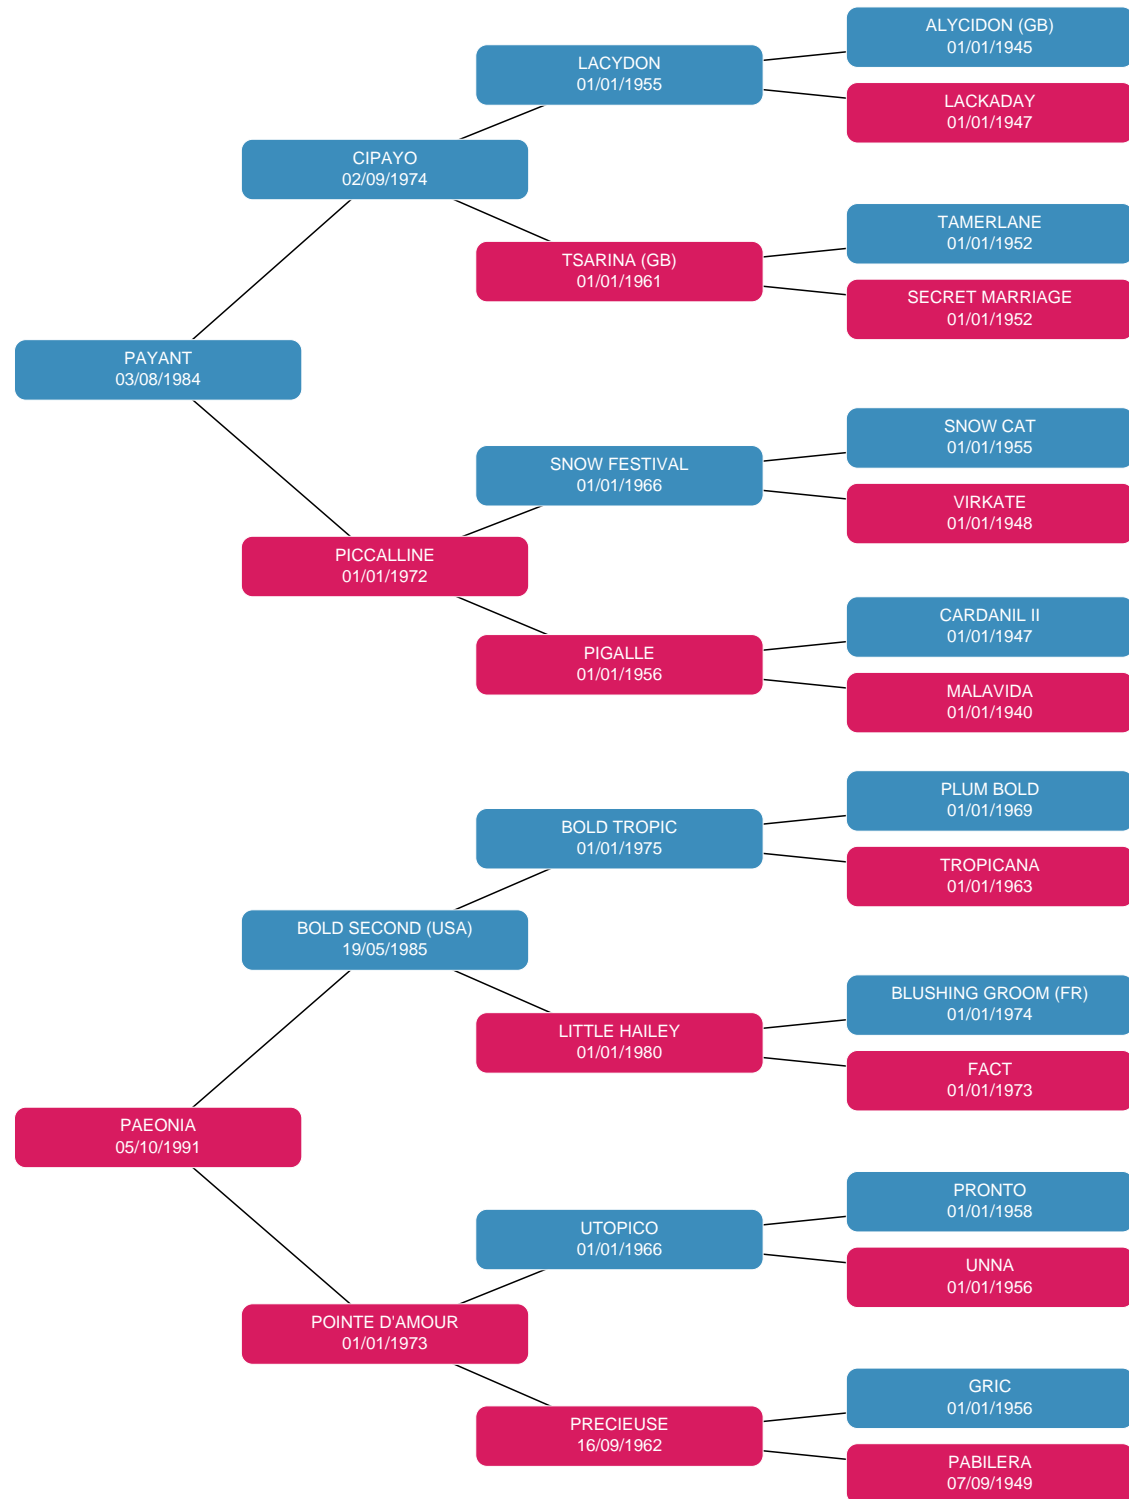 ALYCIDON (GB)
01/01/1945
LACYDON
01/01/1955
LACKADAY
01/01/1947
CIPAYO
02/09/1974
TAMERLANE
01/01/1952
TSARINA (GB)
01/01/1961
SECRET MARRIAGE
01/01/1952
PAYANT
03/08/1984
SNOW CAT
01/01/1955
SNOW FESTIVAL
01/01/1966
VIRKATE
01/01/1948
PICCALLINE
01/01/1972
CARDANIL II
01/01/1947
PIGALLE
01/01/1956
MALAVIDA
01/01/1940
PLUM BOLD
01/01/1969
BOLD TROPIC
01/01/1975
TROPICANA
01/01/1963
BOLD SECOND (USA)
19/05/1985
BLUSHING GROOM (FR)
01/01/1974
LITTLE HAILEY
01/01/1980
FACT
01/01/1973
PAEONIA
05/10/1991
PRONTO
01/01/1958
UTOPICO
01/01/1966
UNNA
01/01/1956
POINTE D'AMOUR
01/01/1973
GRIC
01/01/1956
PRECIEUSE
16/09/1962
PABILERA
07/09/1949